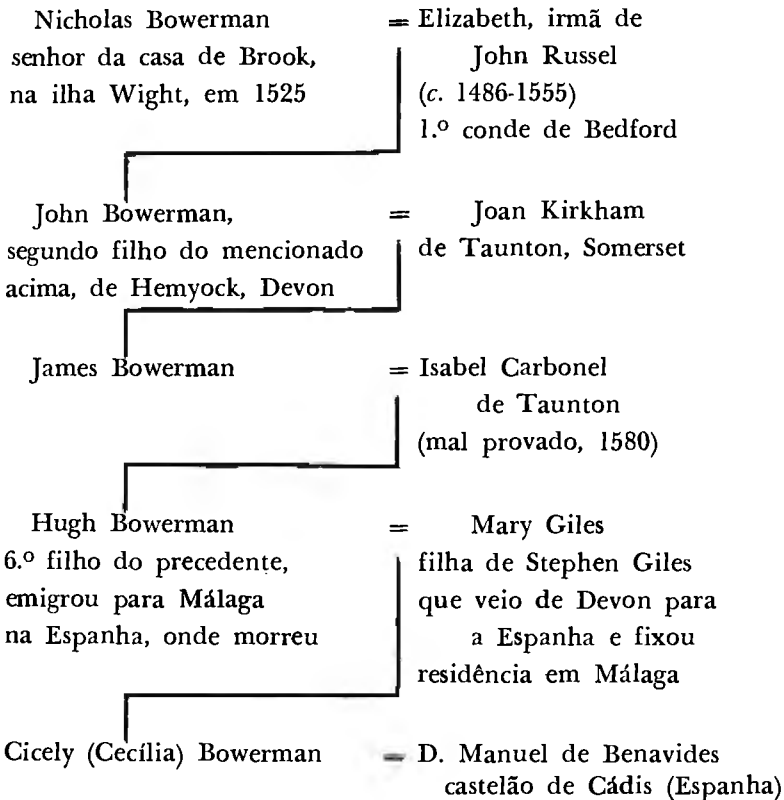 Nicholas Bowerman = Elizabeth, irmã de
senhor da casa de Brook, John Russel
na ilha Wight, em 1525 (c. 1486-1555)
1.º conde de Bedford
John Bowerman, = Joan Kirkham
segundo filho do mencionado de Taunton, Somerset
acima, de Hemyock, Devon
James Bowerman = Isabel Carbonel
de Taunton
(mal provado, 1580)
Hugh Bowerman = Mary Giles
6.º filho do precedente, filha de Stephen Giles
emigrou para Málaga que veio de Devon para
na Espanha, onde morreu a Espanha e fixou
residência em Málaga
Cicely (Cecília) Bowerman = D. Manuel de Benavides
castelão de Cádis (Espanha)